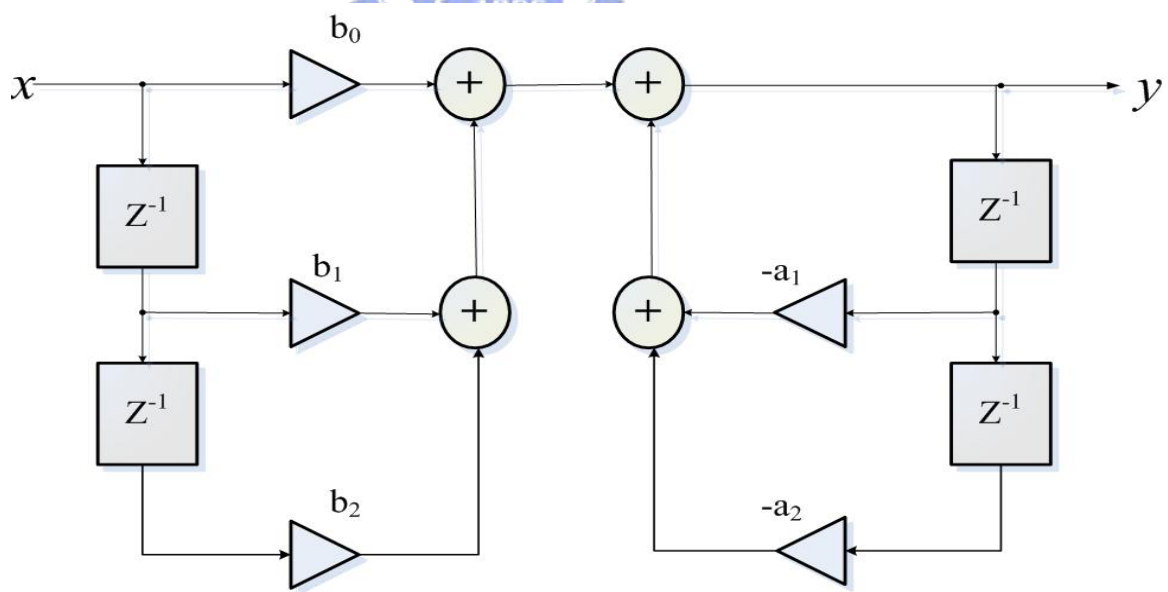 b₀
x + + y
Z⁻¹ Z⁻¹
b₁ -a₁
+ +
Z⁻¹ Z⁻¹
b₂ -a₂